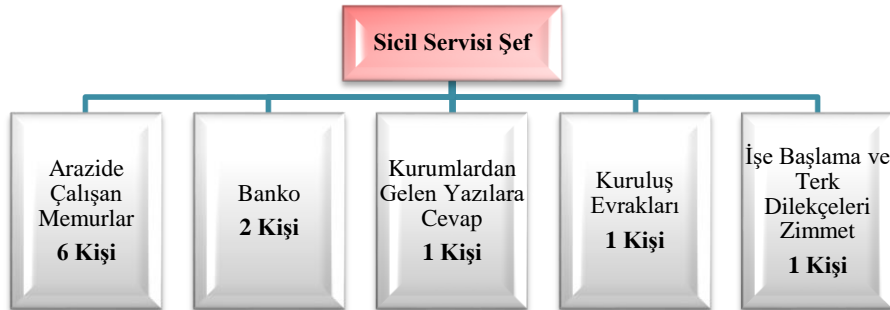 Sicil Servisi Şef
Arazide
Çalışan
Memurlar
6 Kişi
Banko
2 Kişi
Kurumlardan
Gelen Yazılara
Cevap
1 Kişi
Kuruluş
Evrakları
1 Kişi
İşe Başlama ve
Terk
Dilekçeleri
Zimmet
1 Kişi